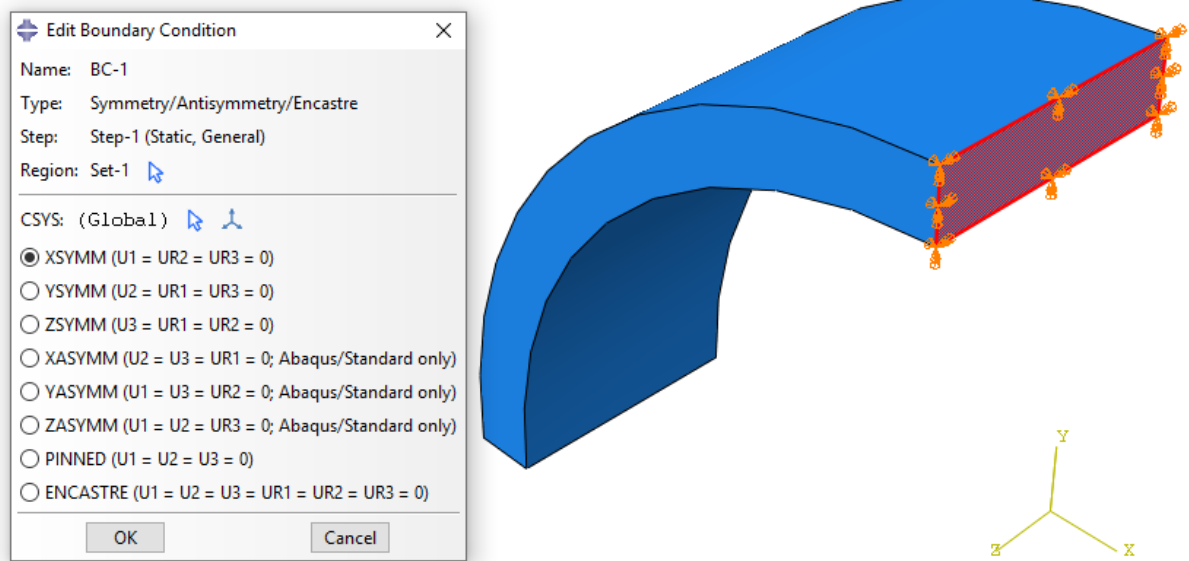 Edit Boundary Condition
Name: BC-1
Type: Symmetry/Antisymmetry/Encastre
Step: Step-1 (Static, General)
Region: Set-1
CSYS: (Global)
XSYMM (U1 = UR2 = UR3 = 0)
YSYMM (U2 = UR1 = UR3 = 0)
ZSYMM (U3 = UR1 = UR2 = 0)
XASYMM (U2 = U3 = UR1 = 0; Abaqus/Standard only)
YASYMM (U1 = U3 = UR2 = 0; Abaqus/Standard only)
ZASYMM (U1 = U2 = UR3 = 0; Abaqus/Standard only)
PINNED (U1 = U2 = U3 = 0)
ENCASTRE (U1 = U2 = U3 = UR1 = UR2 = UR3 = 0)
OK Cancel
Y
Z X